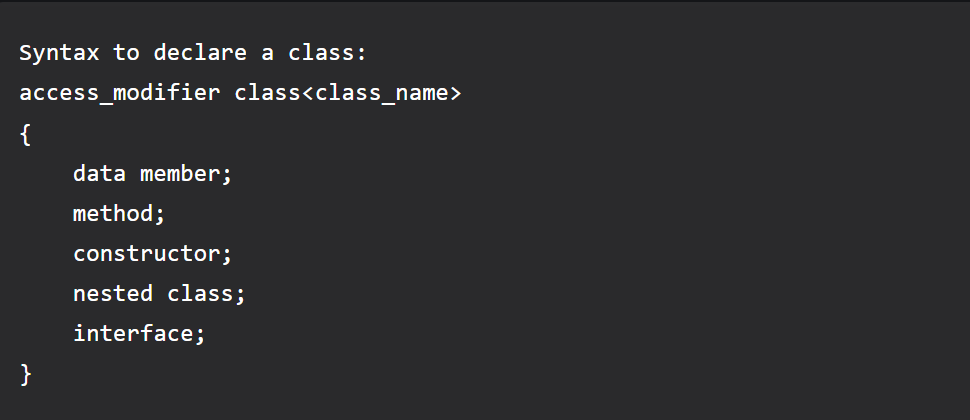 Syntax to declare a class:
access_modifier class<class_name>
{
    data member;
    method;
    constructor;
    nested class;
    interface;
}